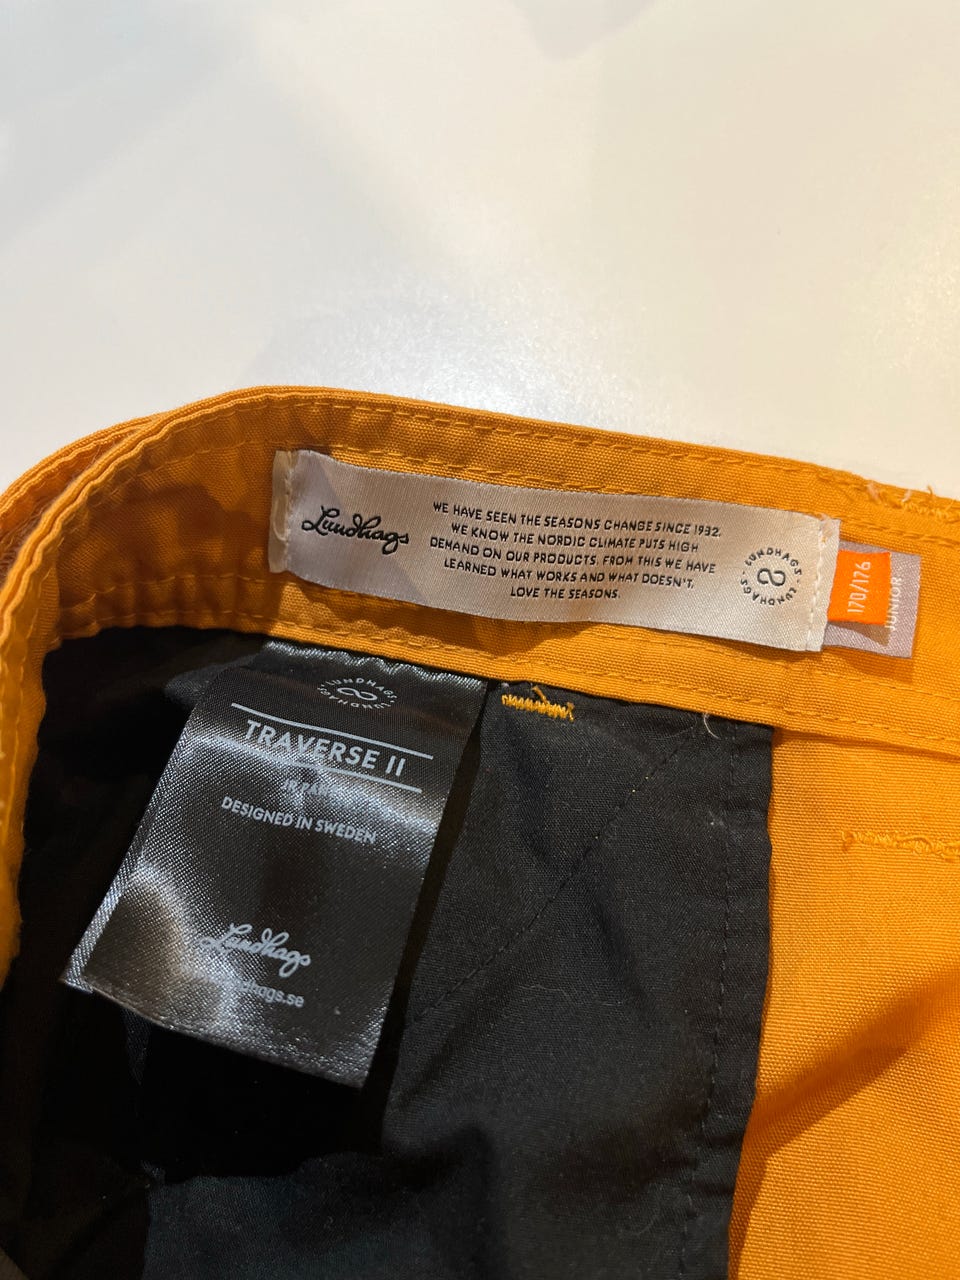 Lundhags
WE HAVE SEEN THE SEASONS CHANGE SINCE 1932.
WE KNOW THE NORDIC CLIMATE PUTS HIGH
DEMAND ON OUR PRODUCTS. FROM THIS WE HAVE
LEARNED WHAT WORKS AND WHAT DOESN'T.
LOVE THE SEASONS.
LUNDHAGS · LUNDHAGS ·
170/176
JUNIOR
LUNDHAGS LUNDHAGS
TRAVERSE II
DESIGNED IN SWEDEN
Lundhags